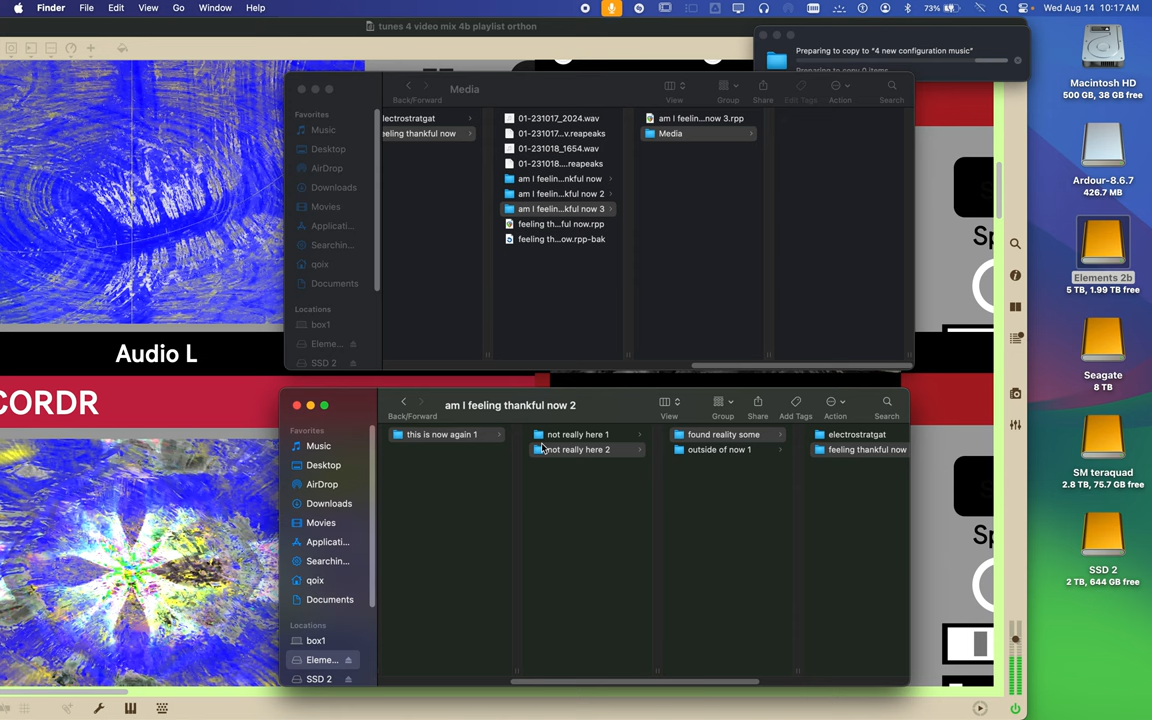 Finder File Edit View Go Window Help
73% Wed Aug 14 10:17 AM
tunes 4 video mix 4b playlist orthon
Preparing to copy to "4 new configuration music"
Preparing to copy 0 items
Media
Back/Forward
View Group Share Edit Tags Action Search
Favorites
Music
Desktop
AirDrop
Downloads
Movies
Applicati...
Searchin...
qoix
Documents
Locations
box1
Eleme...
SSD 2
lectrostratgat
eeling thankful now
01-231017_2024.wav
01-231017...v.reapeaks
01-231018_1654.wav
01-231018....reapeaks
am I feelin...nkful now
am I feelin...kful now 2
am I feelin...kful now 3
feeling th...ful now.rpp
feeling th...ow.rpp-bak
am I feelin...now 3.rpp
Media
Audio L
CORDR
Sp
Sp
am I feeling thankful now 2
Back/Forward
View Group Share Add Tags Action Search
Favorites
Music
Desktop
AirDrop
Downloads
Movies
Applicati...
Searchin...
qoix
Documents
Locations
box1
Eleme...
SSD 2
this is now again 1
not really here 1
not really here 2
found reality some
outside of now 1
electrostratgat
feeling thankful now
Macintosh HD
500 GB, 38 GB free
Ardour-8.6.7
426.7 MB
Elements 2b
5 TB, 1.99 TB free
Seagate
8 TB
SM teraquad
2.8 TB, 75.7 GB free
SSD 2
2 TB, 644 GB free